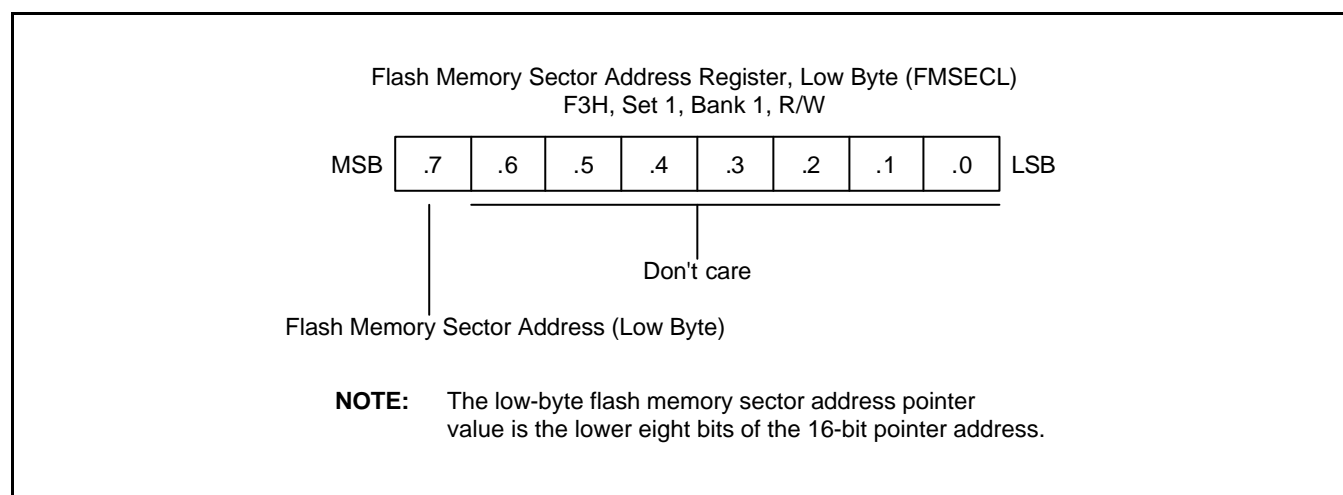 Flash Memory Sector Address Register, Low Byte (FMSECL)
F3H, Set 1, Bank 1, R/W
MSB .7 .6 .5 .4 .3 .2 .1 .0 LSB
Don't care
Flash Memory Sector Address (Low Byte)
NOTE: The low-byte flash memory sector address pointer
value is the lower eight bits of the 16-bit pointer address.